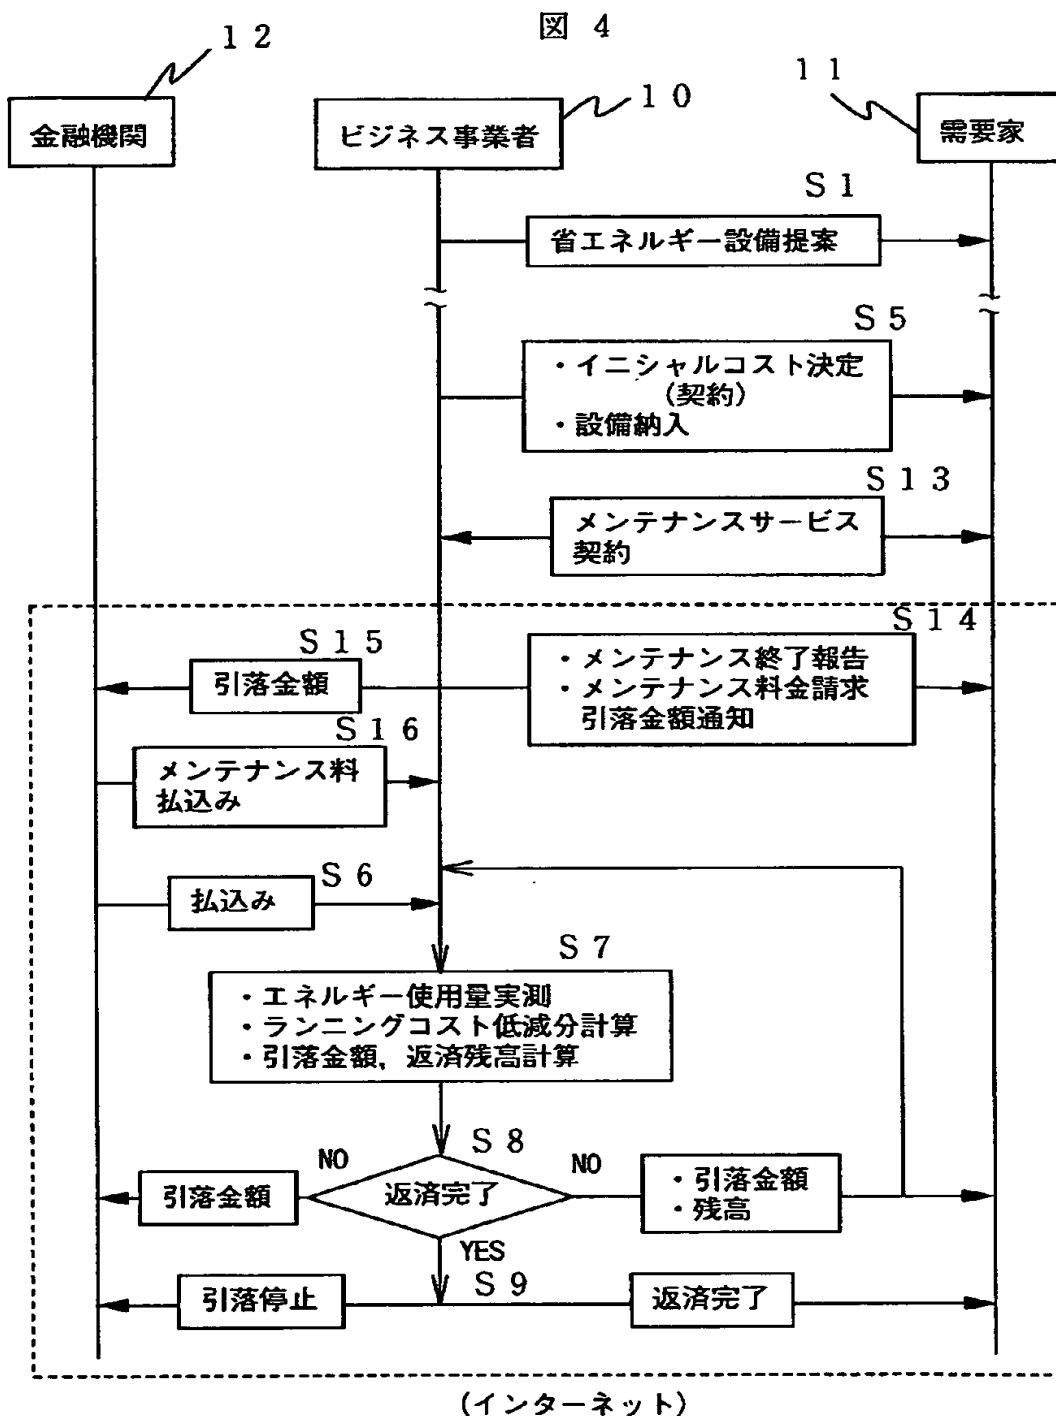 図 4
12
10
11
金融機関
ビジネス事業者
需要家
S1
省エネルギー設備提案
S5
・イニシャルコスト決定
(契約)
・設備納入
S13
メンテナンスサービス
契約
S14
・メンテナンス終了報告
・メンテナンス料金請求
引落金額通知
S15
引落金額
S16
メンテナンス料
払込み
S6
払込み
S7
・エネルギー使用量実測
・ランニングコスト低減分計算
・引落金額，返済残高計算
S8
NO
返済完了
NO
引落金額
・引落金額
・残高
YES
S9
引落停止
返済完了
(インターネット)